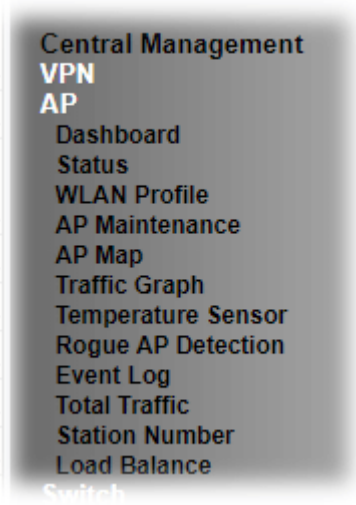 Central Management
VPN
AP
Dashboard
Status
WLAN Profile
AP Maintenance
AP Map
Traffic Graph
Temperature Sensor
Rogue AP Detection
Event Log
Total Traffic
Station Number
Load Balance
Switch